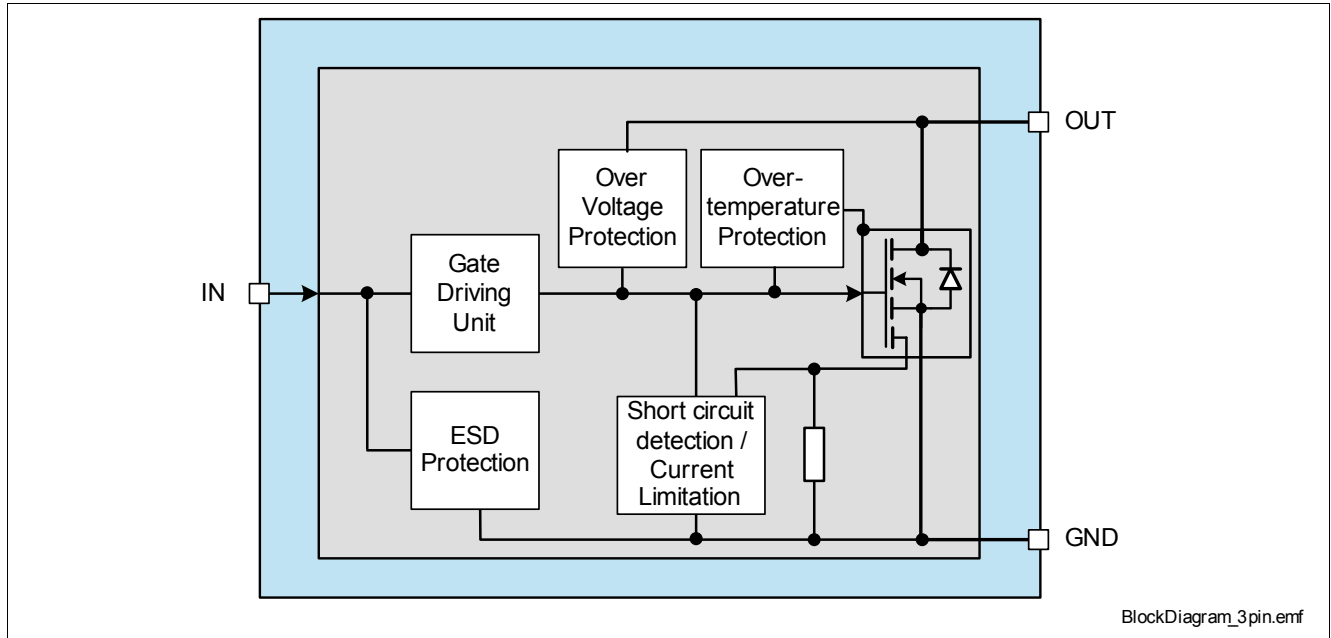 OUT
Over
Voltage
Protection
Over-
temperature
Protection
Gate
Driving
Unit
IN
ESD
Protection
Short circuit
detection /
Current
Limitation
GND
BlockDiagram_3pin.emf